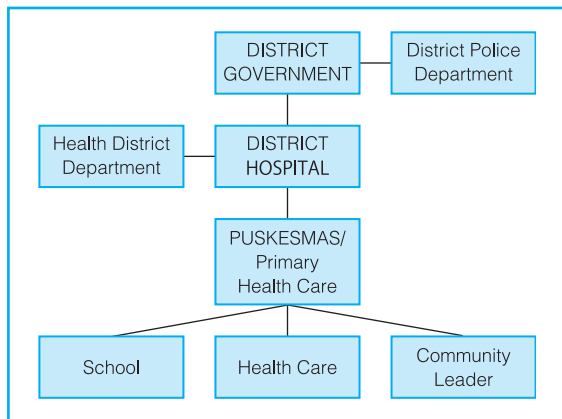 DISTRICT
GOVERNMENT
District Police
Department
Health District
Department
DISTRICT
HOSPITAL
PUSKESMAS/
Primary
Health Care
School
Health Care
Community
Leader